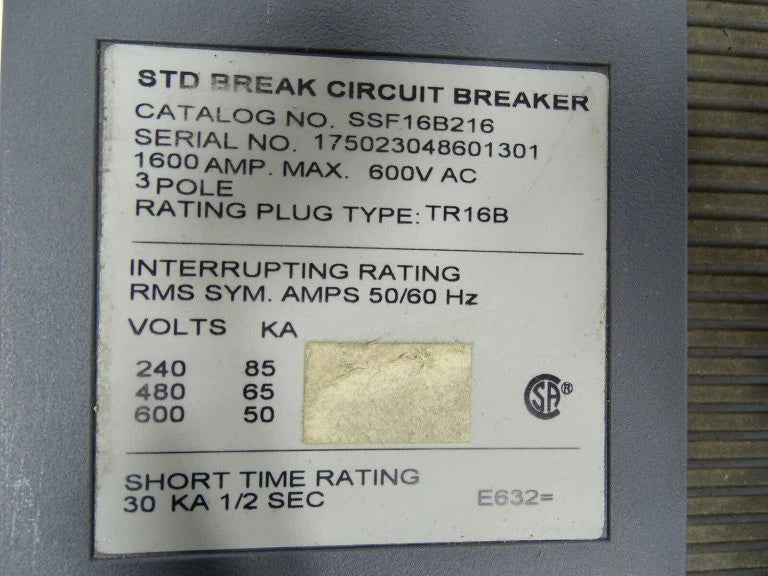 STD BREAK CIRCUIT BREAKER
CATALOG NO. SSF16B216
SERIAL NO. 175023048601301
1600 AMP. MAX. 600V AC
3 POLE
RATING PLUG TYPE: TR16B
INTERRUPTING RATING
RMS SYM. AMPS 50/60 Hz
VOLTS KA
240 85
480 65
600 50
CSA®
SHORT TIME RATING
30 KA 1/2 SEC
E632=